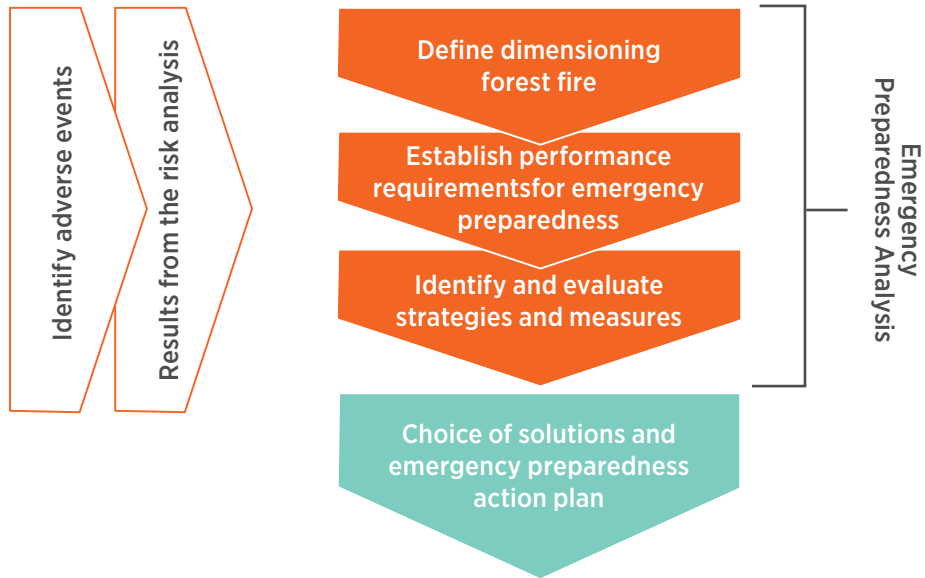 Identify adverse events
Results from the risk analysis
Define dimensioning
forest fire
Establish performance
requirementsfor emergency
preparedness
Identify and evaluate
strategies and measures
Choice of solutions and
emergency preparedness
action plan
Emergency
Preparedness Analysis